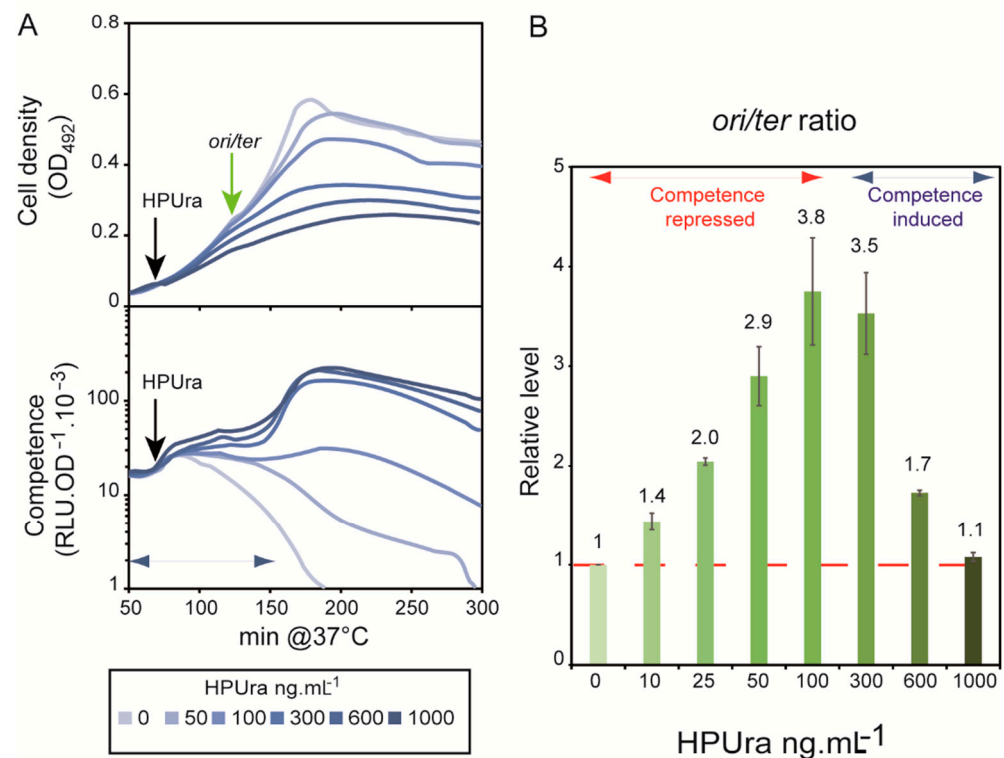 A
Cell density
(OD492)
0.8
0.6
0.4
0.2
0
HPUra
ori/ter
Competence
(RLU.OD-1.10-3)
100
10
1
HPUra
50 100 150 200 250 300
min @37°C
HPUra ng.mL-1
0 50 100 300 600 1000
B
ori/ter ratio
Relative level
5
4
3
2
1
0
Competence
repressed
Competence
induced
1
1.4
2.0
2.9
3.8
3.5
1.7
1.1
0 10 25 50 100 300 600 1000
HPUra ng.mL-1